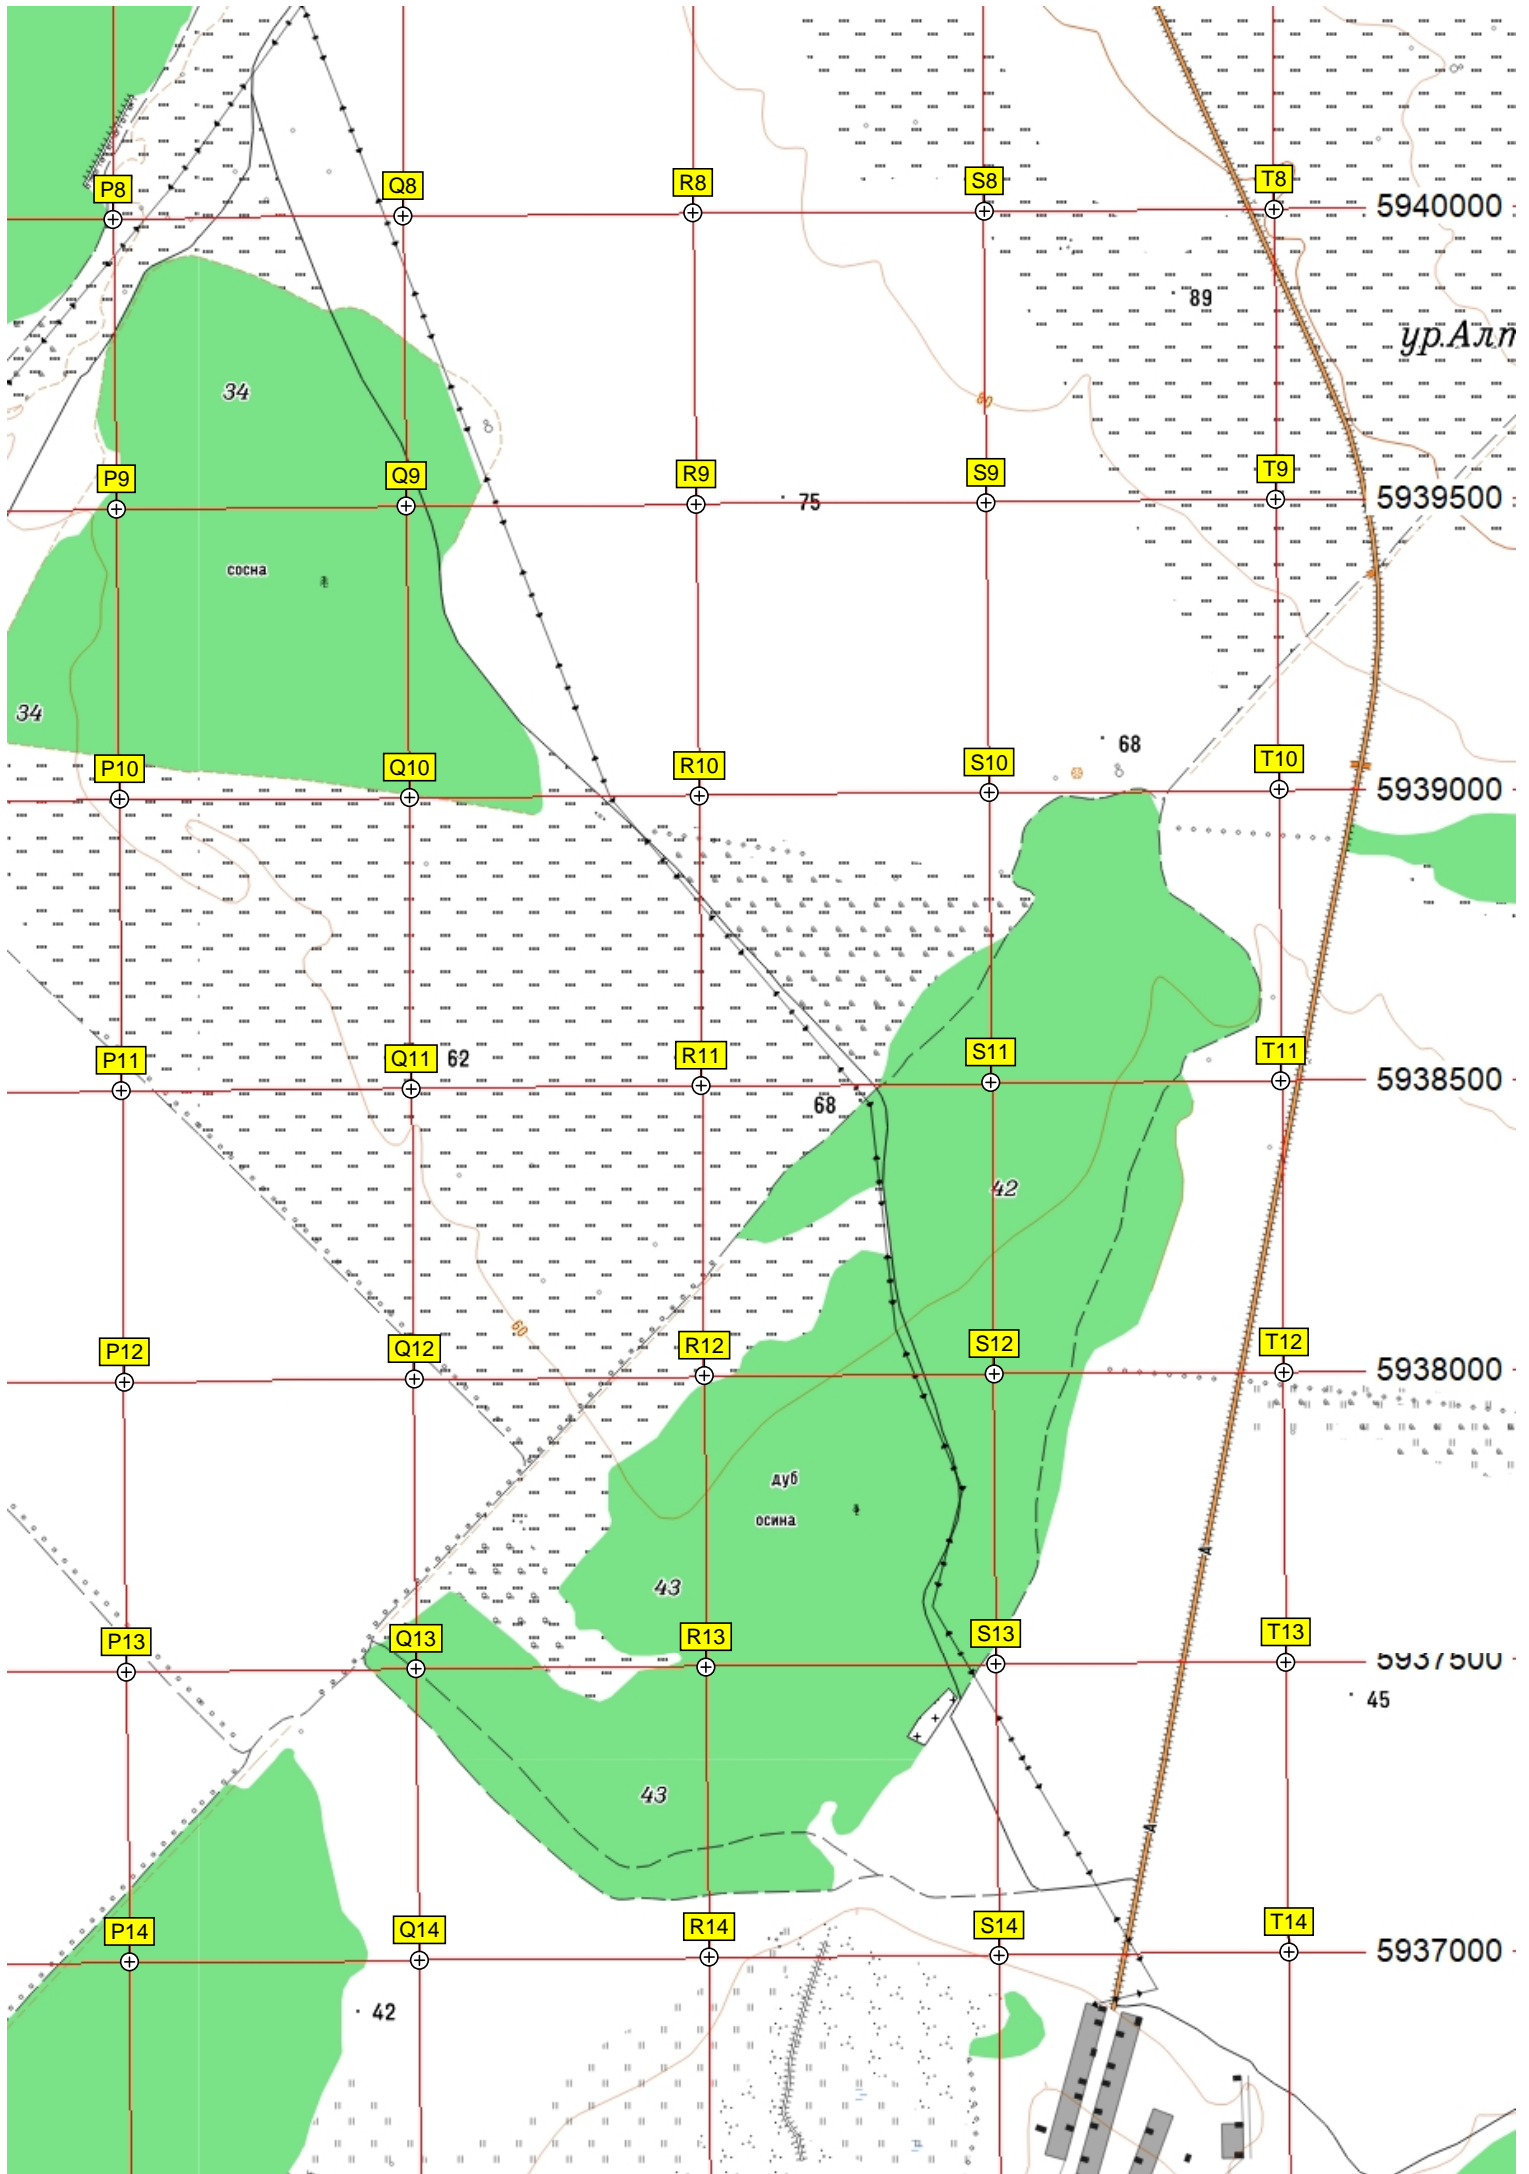 P8 Q8 R8 S8 T8 5940000
89
ур.Алт
34
80
P9 Q9 R9 S9 T9 5939500
75
сосна
34
68
P10 Q10 R10 S10 T10 5939000
P11 Q11 62 R11 S11 T11 5938500
68
42
60
P12 Q12 R12 S12 T12 5938000
дуб
осина
А
43
P13 Q13 R13 S13 T13 5937500
45
43
А
P14 Q14 R14 S14 T14 5937000
42